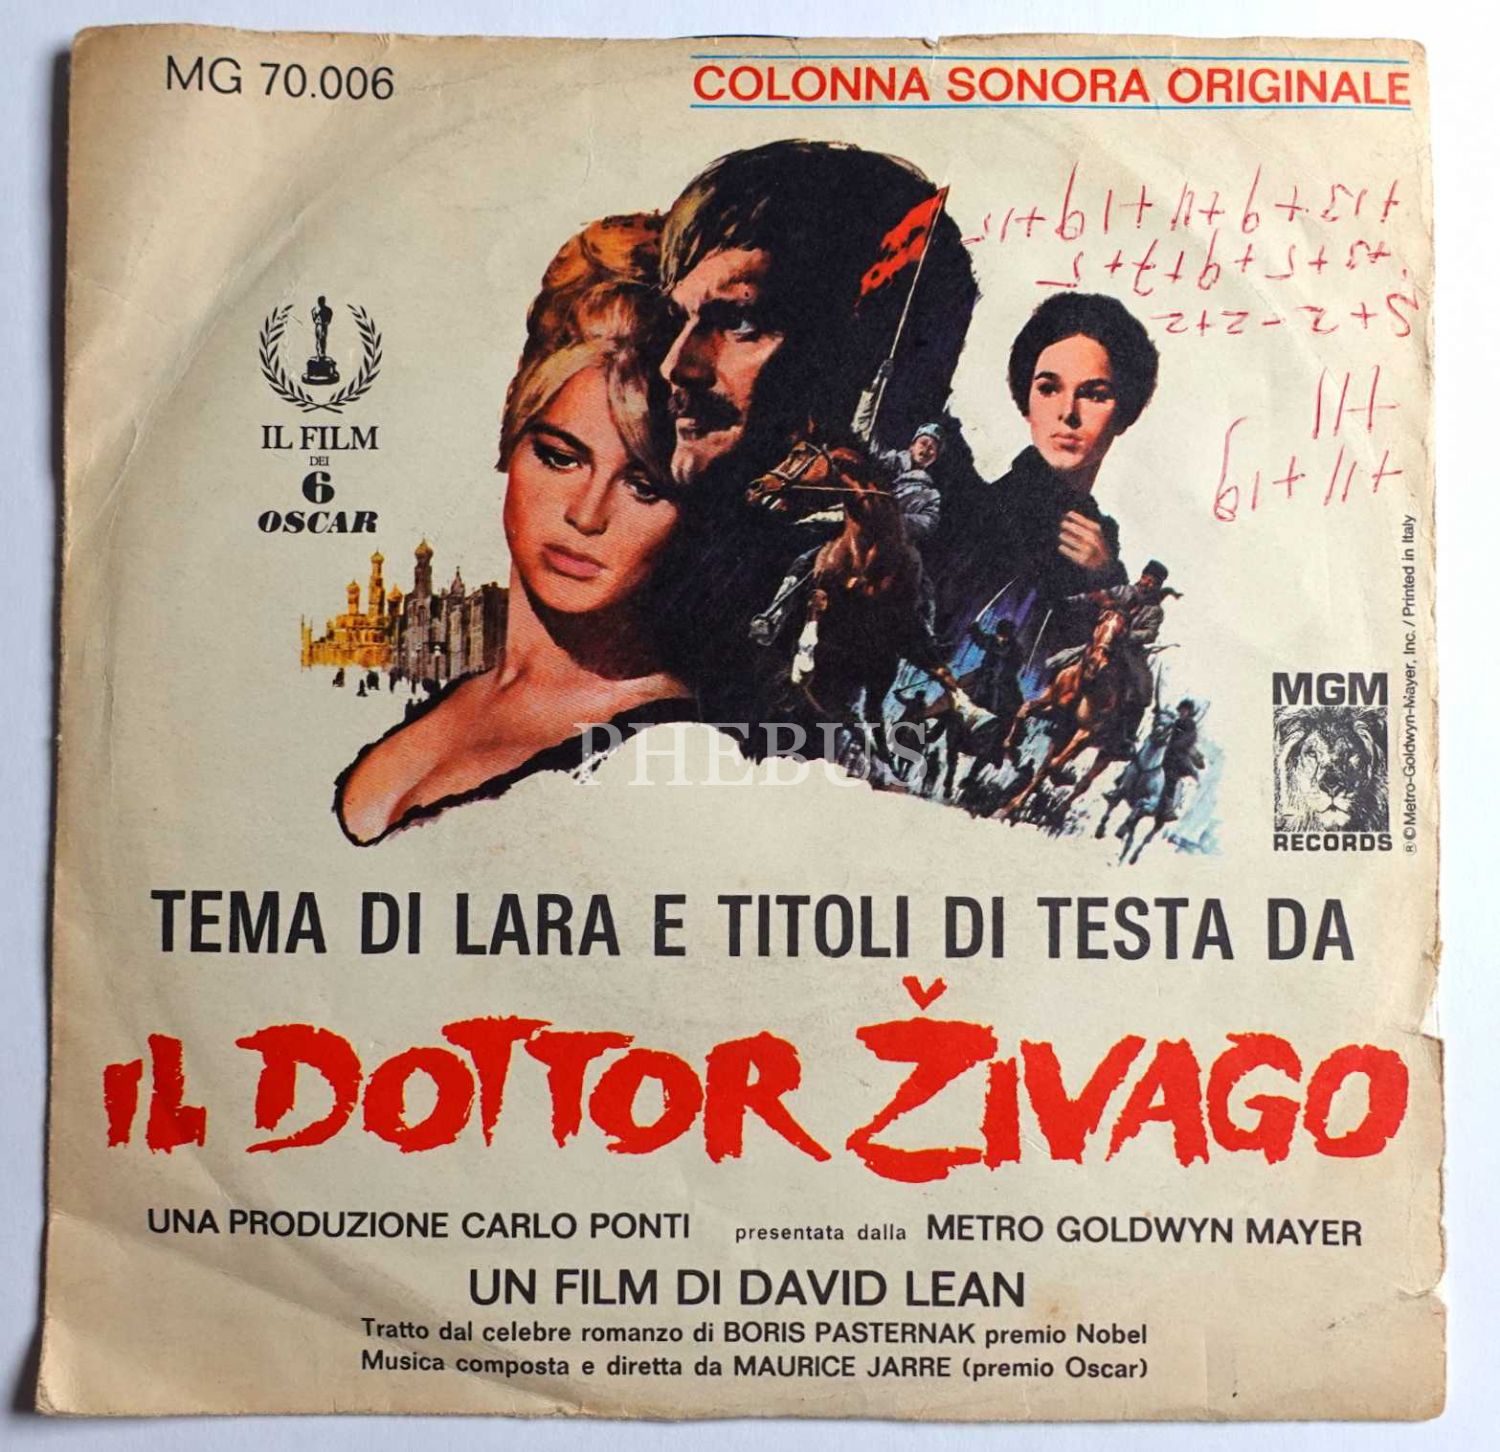 MG 70.006
COLONNA SONORA ORIGINALE
IL FILM
DEI
6
OSCAR
MGM
RECORDS
℗ © Metro-Goldwyn-Mayer, Inc. / Printed in Italy
PHEBUS
TEMA DI LARA E TITOLI DI TESTA DA
IL DOTTOR ŽIVAGO
UNA PRODUZIONE CARLO PONTI presentata dalla METRO GOLDWYN MAYER
UN FILM DI DAVID LEAN
Tratto dal celebre romanzo di BORIS PASTERNAK premio Nobel
Musica composta e diretta da MAURICE JARRE (premio Oscar)